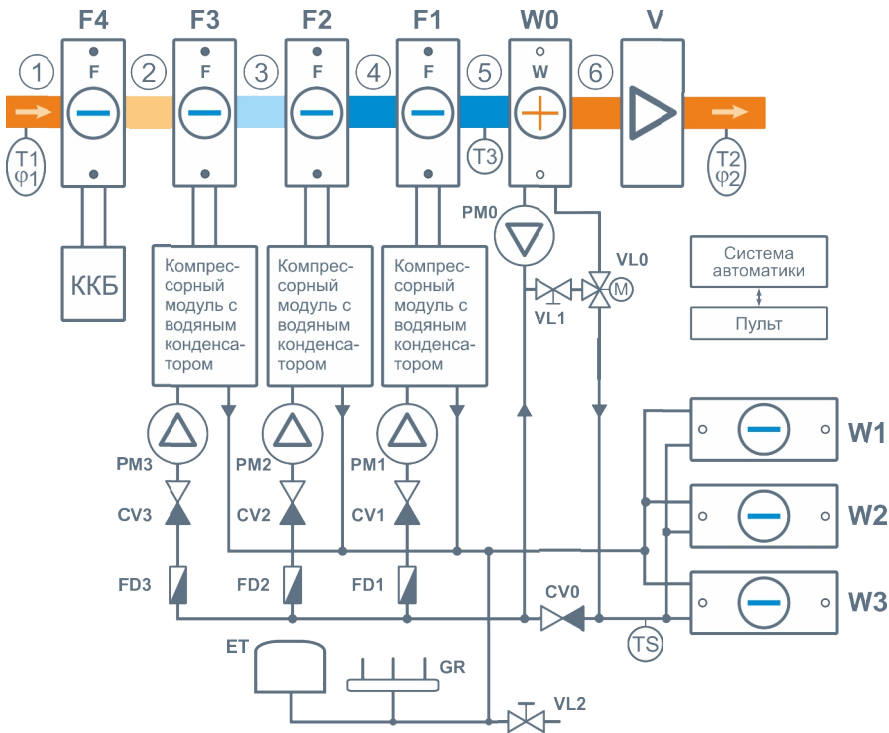 F4 F3 F2 F1 W0 V
1 F 2 F 3 F 4 F 5 W 6
T1
φ1
T3
T2
φ2
PM0
ККБ
Компрес-
сорный
модуль с
водяным
конденса-
тором
Компрес-
сорный
модуль с
водяным
конденса-
тором
Компрес-
сорный
модуль с
водяным
конденса-
тором
VL0
M
VL1
Система
автоматики
Пульт
PM3 PM2 PM1
W1
CV3 CV2 CV1
W2
FD3 FD2 FD1
CV0
W3
TS
ET
GR
VL2